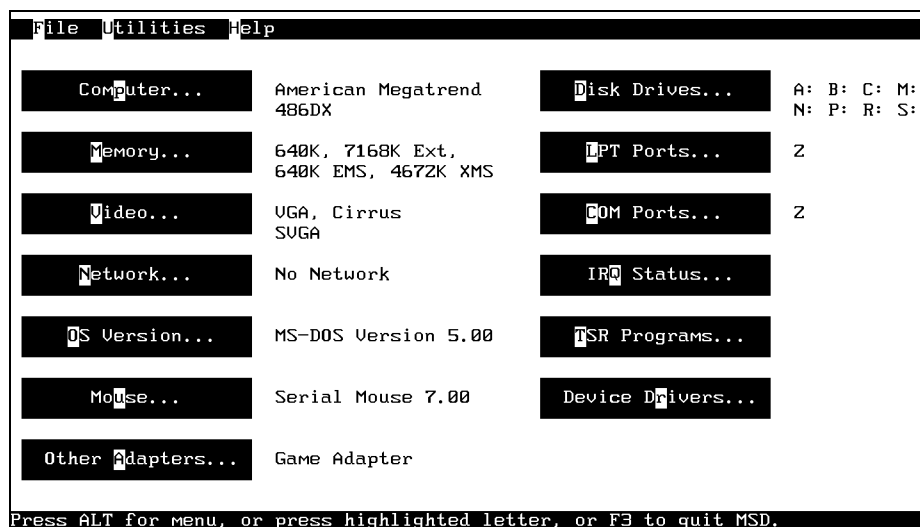 File Utilities Help
Computer... American Megatrend Disk Drives... A: B: C: M:
486DX N: P: R: S:
Memory... 640K, 7168K Ext, LPT Ports... 2
640K EMS, 4672K XMS
Video... VGA, Cirrus COM Ports... 2
SVGA
Network... No Network IRQ Status...
OS Version... MS-DOS Version 5.00 TSR Programs...
Mouse... Serial Mouse 7.00 Device Drivers...
Other Adapters... Game Adapter
Press ALT for menu, or press highlighted letter, or F3 to quit MSD.